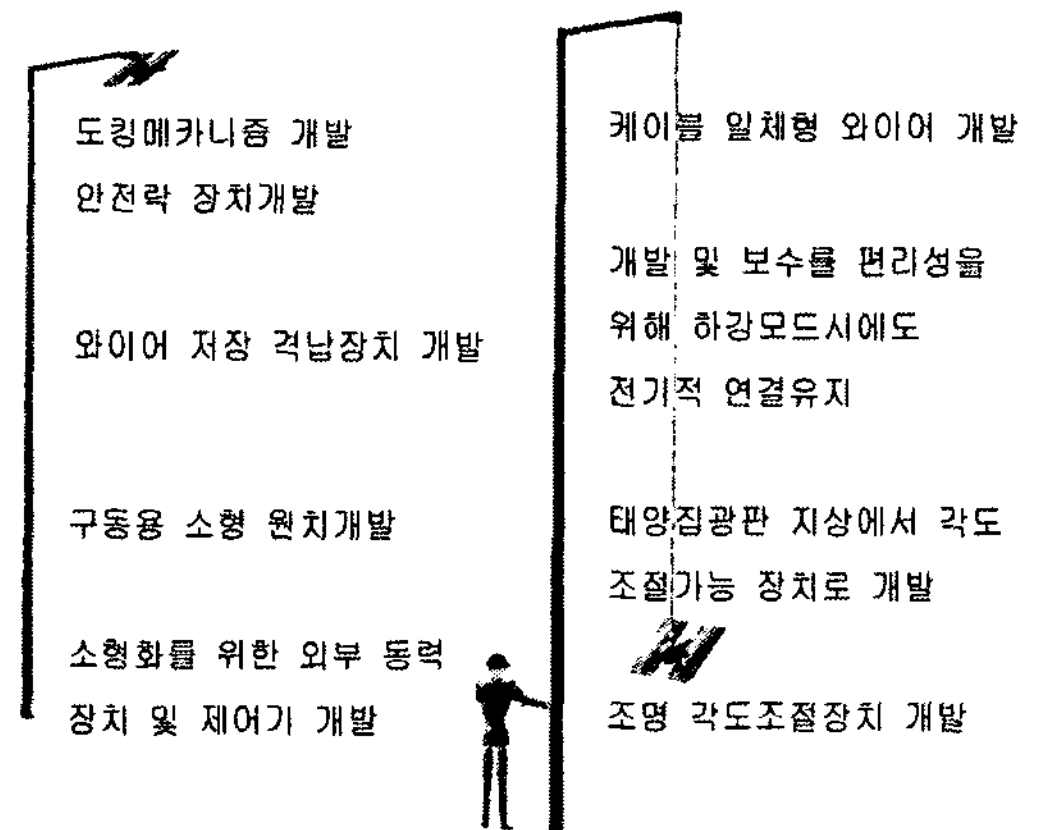 도킹메카니즘 개발
안전락 장치개발
와이어 저장 격납장치 개발
구동용 소형 윈치개발
소형화를 위한 외부 동력
장치 및 제어기 개발
케이블 일체형 와이어 개발
개발 및 보수를 편리성을
위해 하강모드시에도
전기적 연결유지
태양집광판 지상에서 각도
조절가능 장치로 개발
조명 각도조절장치 개발